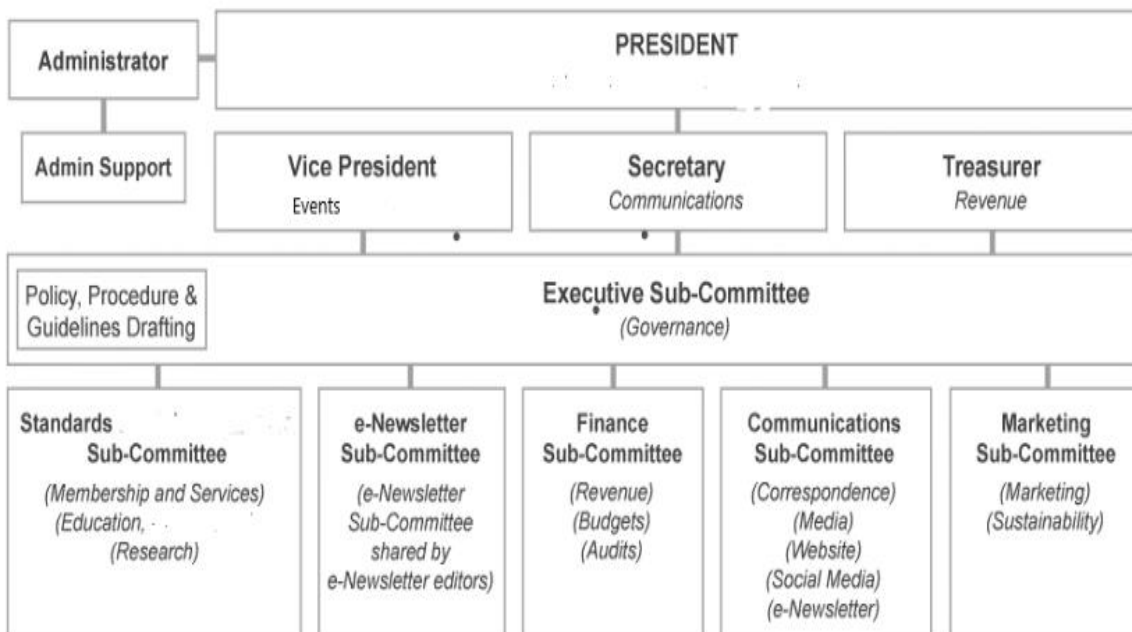 Administrator
PRESIDENT
Admin Support
Vice President
Events
Secretary
Communications
Treasurer
Revenue
Policy, Procedure &
Guidelines Drafting
Executive Sub-Committee
(Governance)
Standards
Sub-Committee
(Membership and Services)
(Education,
(Research)
e-Newsletter
Sub-Committee
(e-Newsletter
Sub-Committee
shared by
e-Newsletter editors)
Finance
Sub-Committee
(Revenue)
(Budgets)
(Audits)
Communications
Sub-Committee
(Correspondence)
(Media)
(Website)
(Social Media)
(e-Newsletter)
Marketing
Sub-Committee
(Marketing)
(Sustainability)